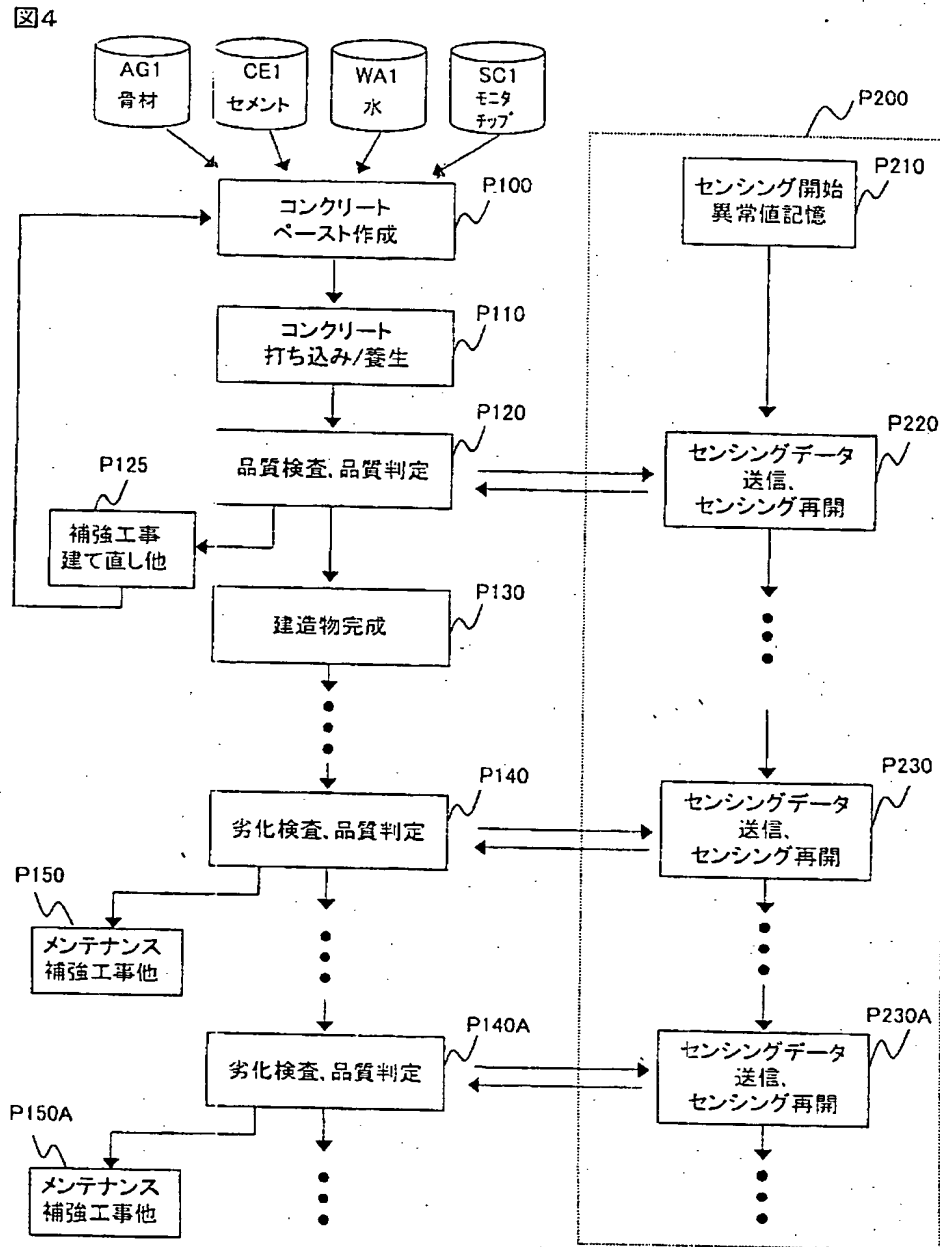 図4
AG1
骨材
CE1
セメント
WA1
水
SC1
モニタ
チップ
P200
P100
コンクリート
ペースト作成
P210
センシング開始
異常値記憶
P110
コンクリート
打ち込み/養生
P120
品質検査、品質判定
P220
センシングデータ
送信、
センシング再開
P125
補強工事
建て直し他
P130
建造物完成
P140
劣化検査、品質判定
P230
センシングデータ
送信、
センシング再開
P150
メンテナンス
補強工事他
P140A
劣化検査、品質判定
P230A
センシングデータ
送信、
センシング再開
P150A
メンテナンス
補強工事他